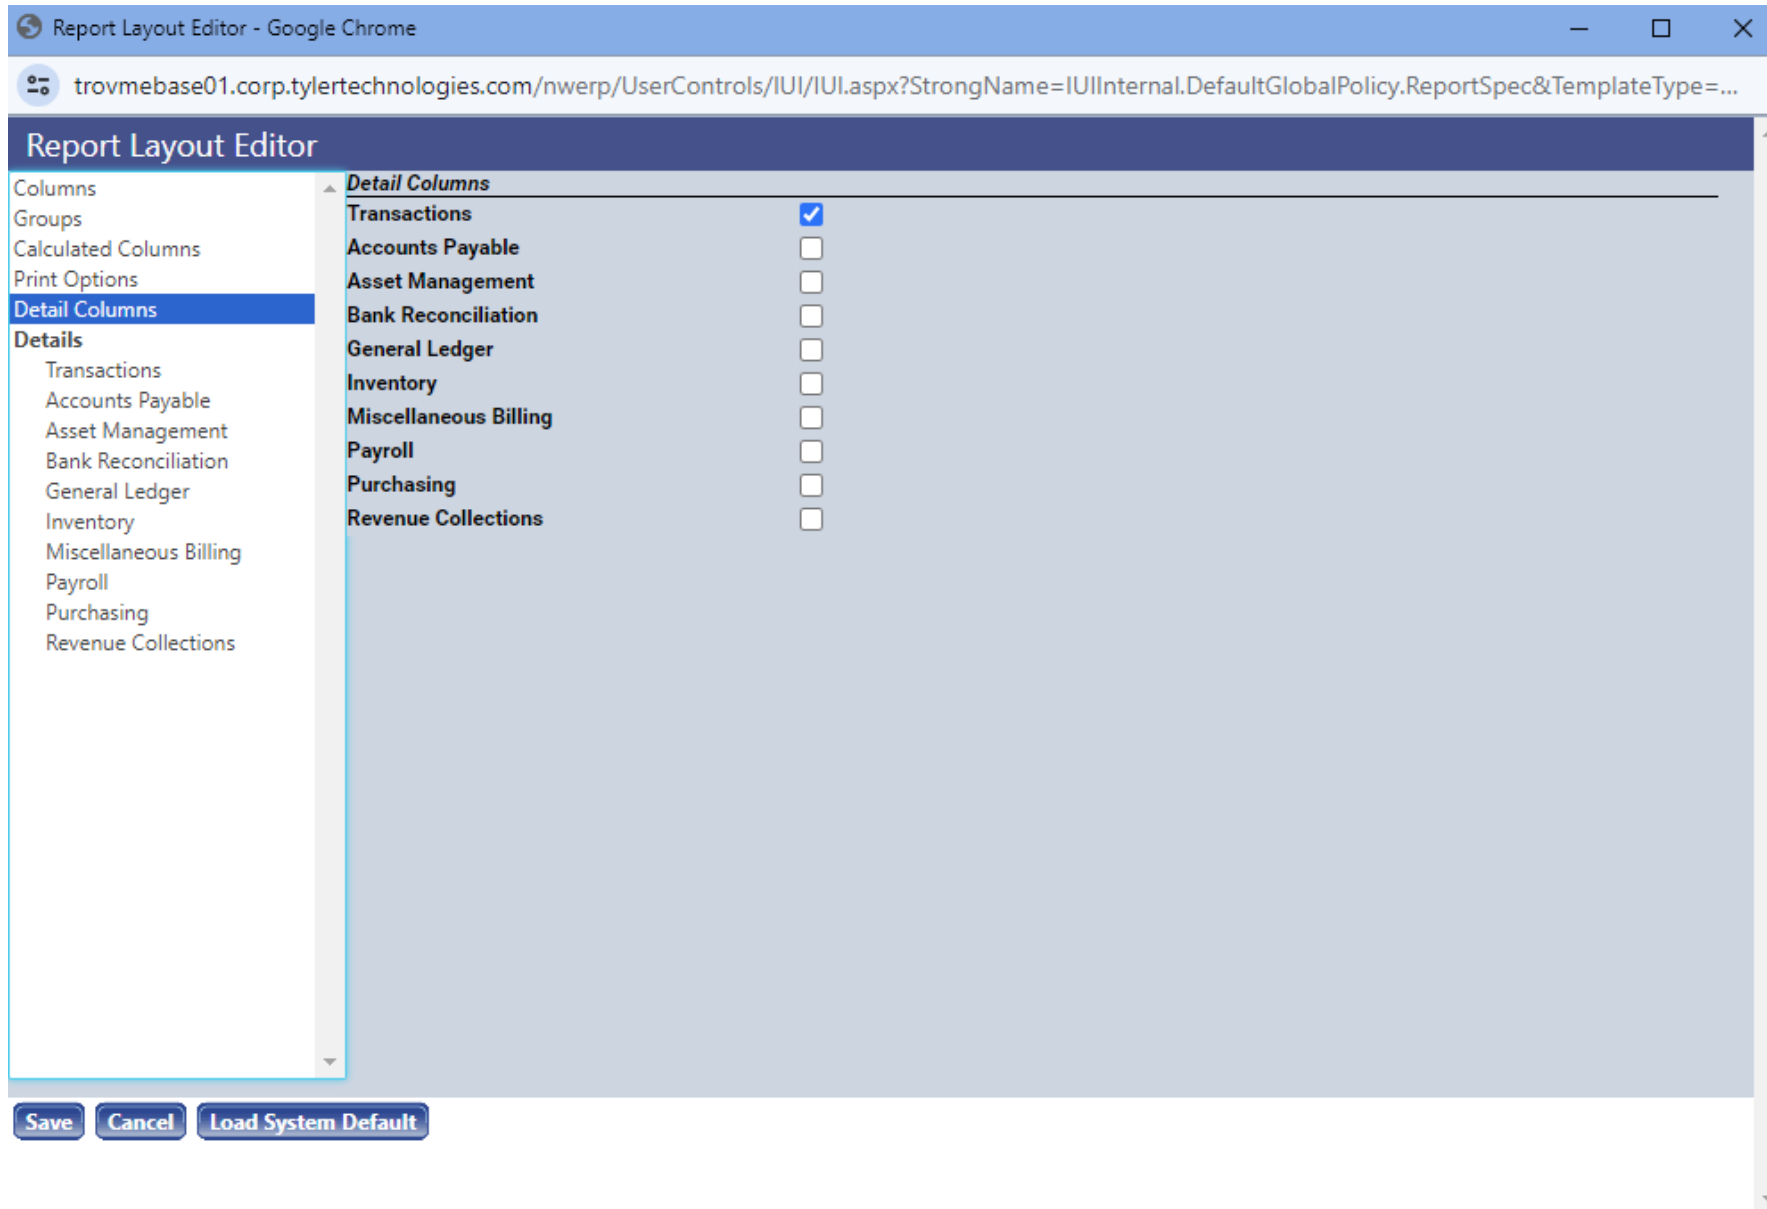 Report Layout Editor - Google Chrome
trovmebase01.corp.tylertechnologies.com/nwerp/UserControls/IUI/IUI.aspx?StrongName=IUIInternal.DefaultGlobalPolicy.ReportSpec&TemplateType=...
Report Layout Editor
Columns
Groups
Calculated Columns
Print Options
Detail Columns
Details
Transactions
Accounts Payable
Asset Management
Bank Reconciliation
General Ledger
Inventory
Miscellaneous Billing
Payroll
Purchasing
Revenue Collections
Detail Columns
Transactions
Accounts Payable
Asset Management
Bank Reconciliation
General Ledger
Inventory
Miscellaneous Billing
Payroll
Purchasing
Revenue Collections
Save Cancel Load System Default